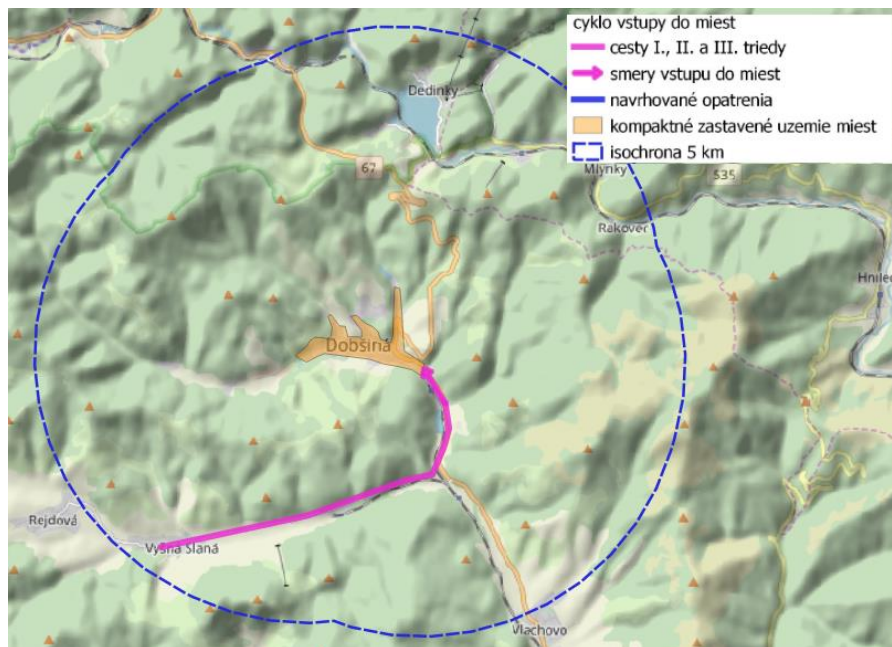 cyklo vstupy do miest
cesty I., II. a III. triedy
smery vstupu do miest
navrhované opatrenia
kompaktné zastavené uzemie miest
isochrona 5 km
Dedinky
67
Mlynky
535
Rakovec
Hnilec
Dobšiná
Rejdová
Vyšná Slaná
Vlachovo